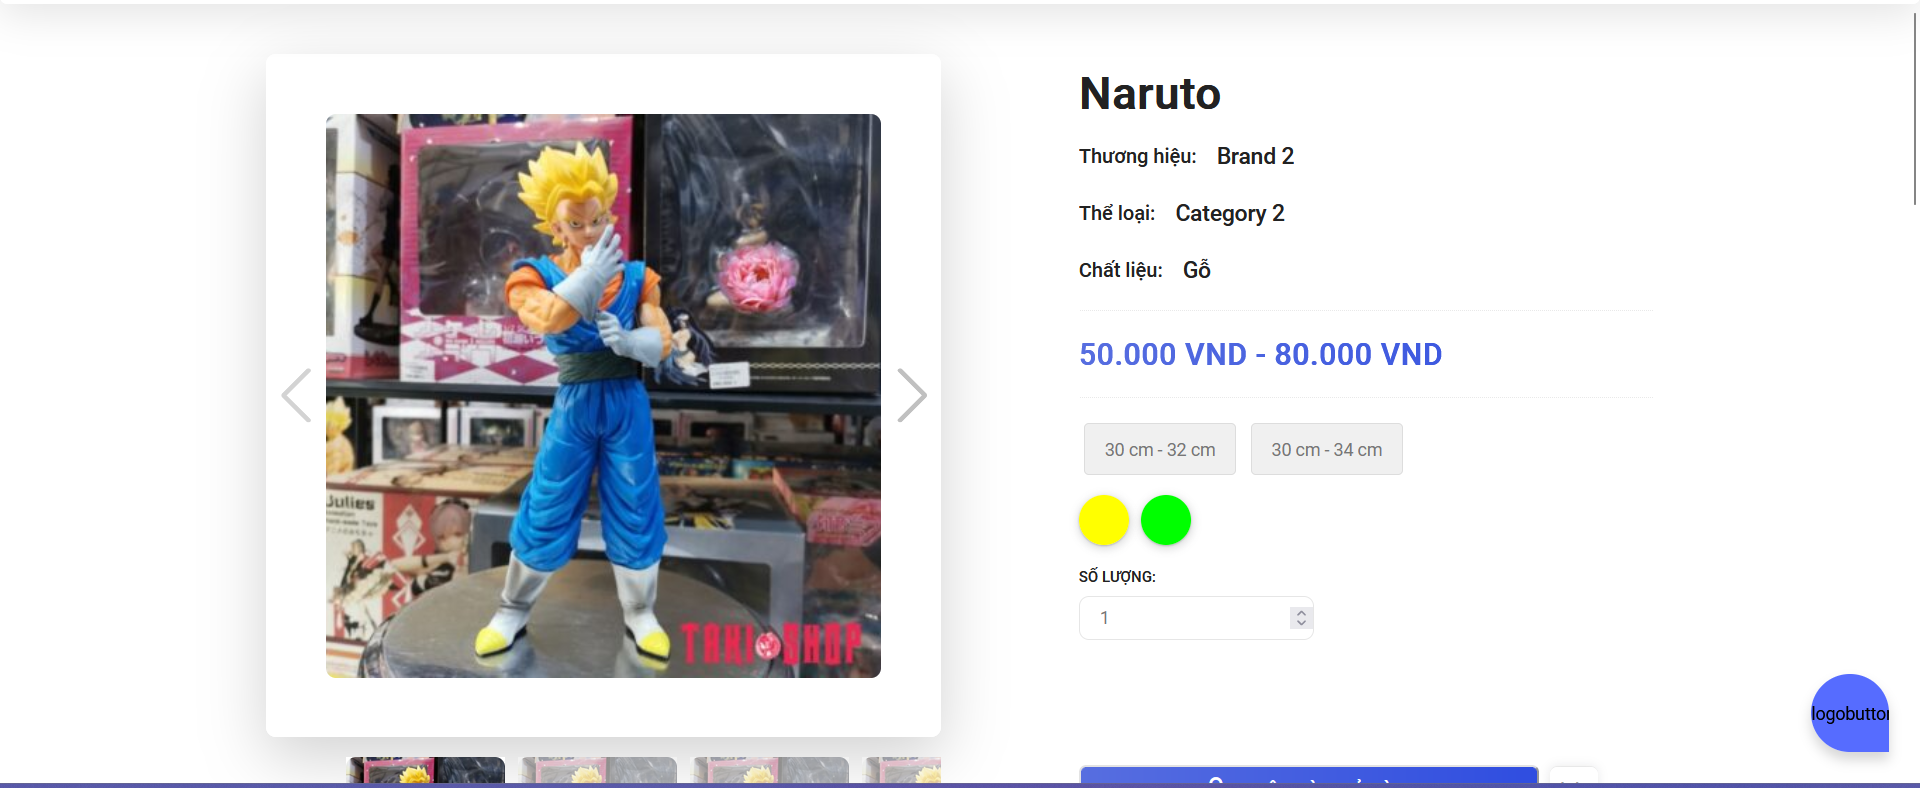 Naruto
Thương hiệu: Brand 2
Thể loại: Category 2
Chất liệu: Gỗ
50.000 VND - 80.000 VND
30 cm - 32 cm 30 cm - 34 cm
SỐ LƯỢNG:
1
Julies
TAKI SHOP
logobutton